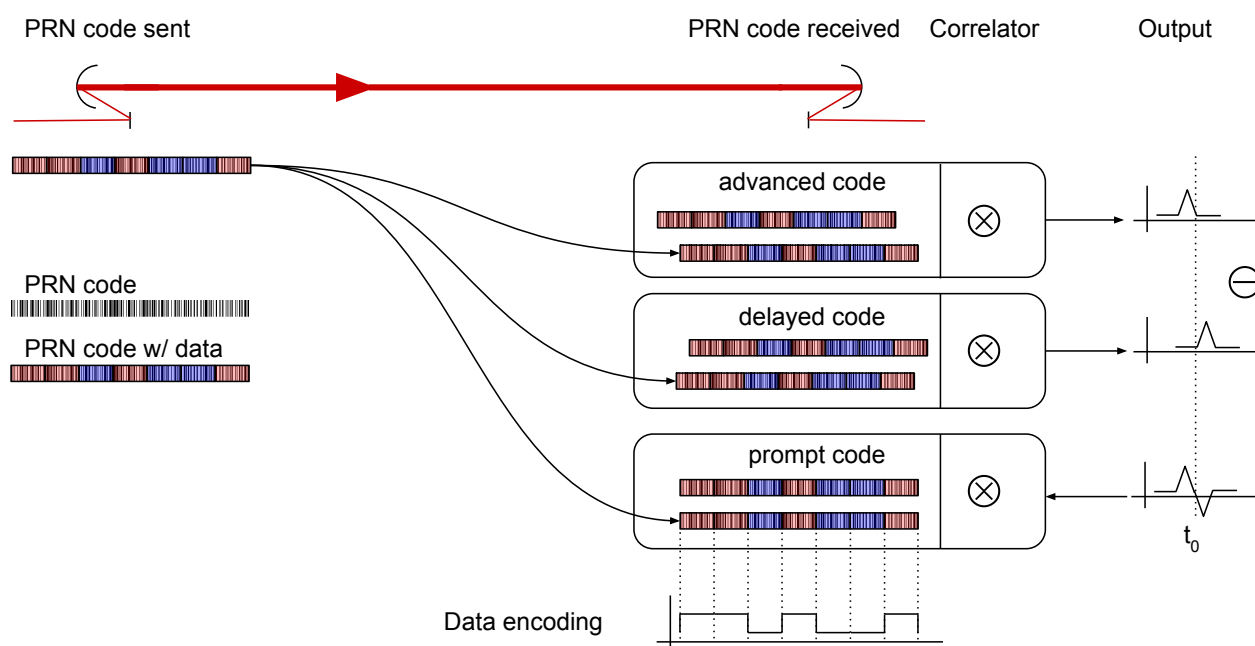 PRN code sent
PRN code received
Correlator
Output
advanced code
PRN code
PRN code w/ data
delayed code
prompt code
t₀
Data encoding